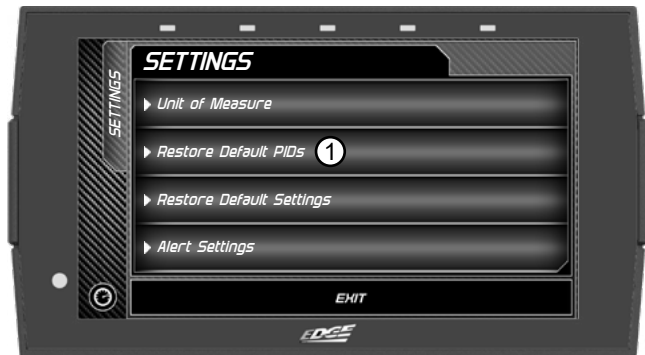 SETTINGS
SETTINGS
Unit of Measure
Restore Default PIDs 1
Restore Default Settings
Alert Settings
EXIT
EDGE